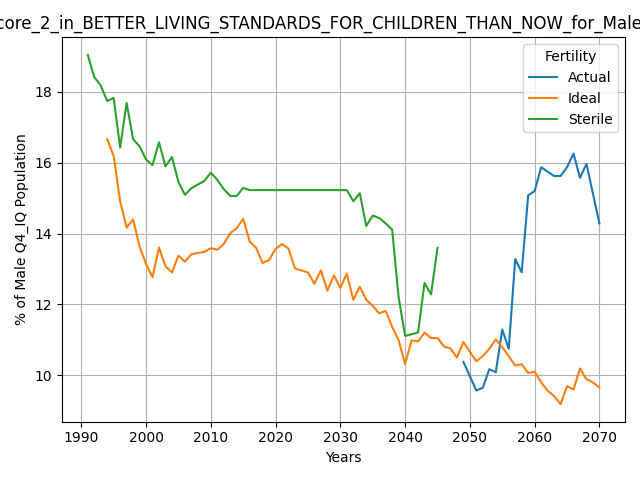 core_2_in_BETTER_LIVING_STANDARDS_FOR_CHILDREN_THAN_NOW_for_Male
Fertility
Actual
Ideal
Sterile
18
16
14
12
10
% of Male Q4_IQ Population
1990 2000 2010 2020 2030 2040 2050 2060 2070
Years